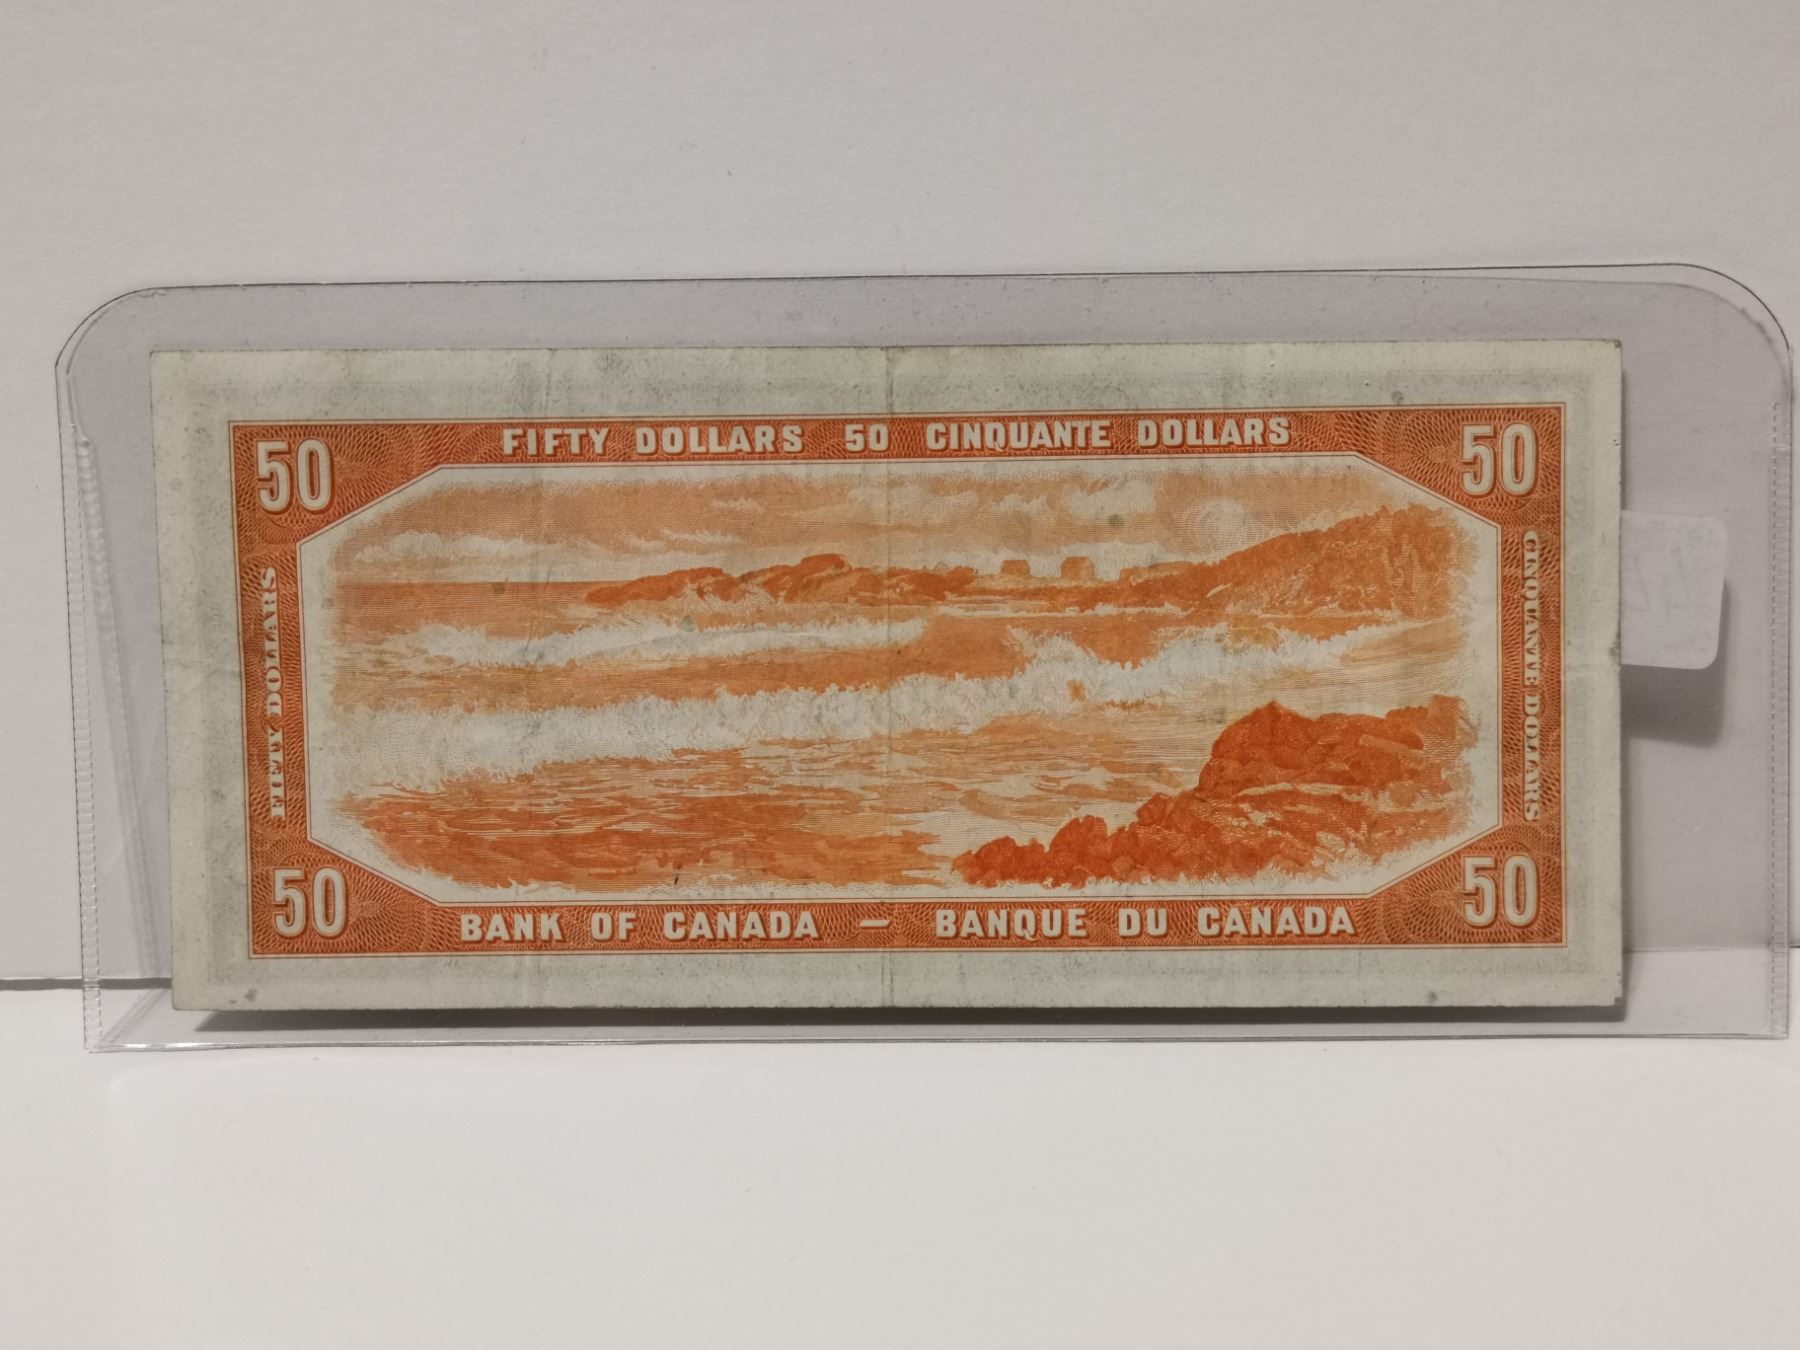 50 FIFTY DOLLARS 50 CINQUANTE DOLLARS 50
FIFTY DOLLARS
CINQUANTE DOLLARS
50 BANK OF CANADA – BANQUE DU CANADA 50